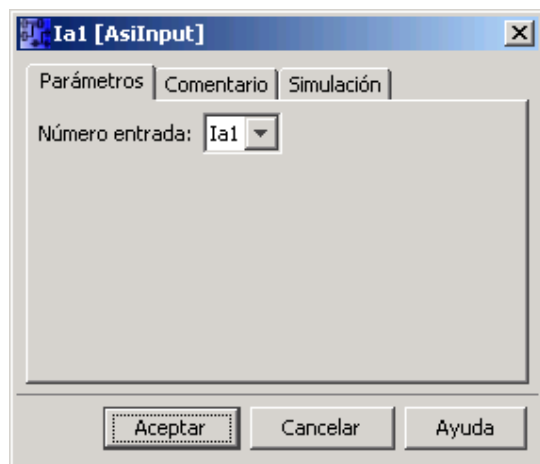 Ia1 [AsiInput]
Parámetros Comentario Simulación
Número entrada: Ia1
Aceptar Cancelar Ayuda